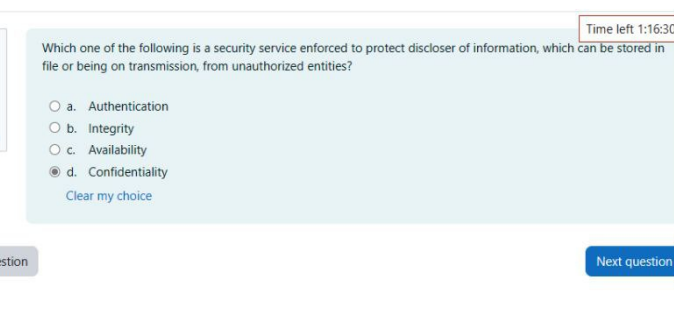 Time left 1:16:30
Which one of the following is a security service enforced to protect discloser of information, which can be stored in
file or being on transmission, from unauthorized entities?
a. Authentication
b. Integrity
c. Availability
d. Confidentiality
Clear my choice
estion
Next question